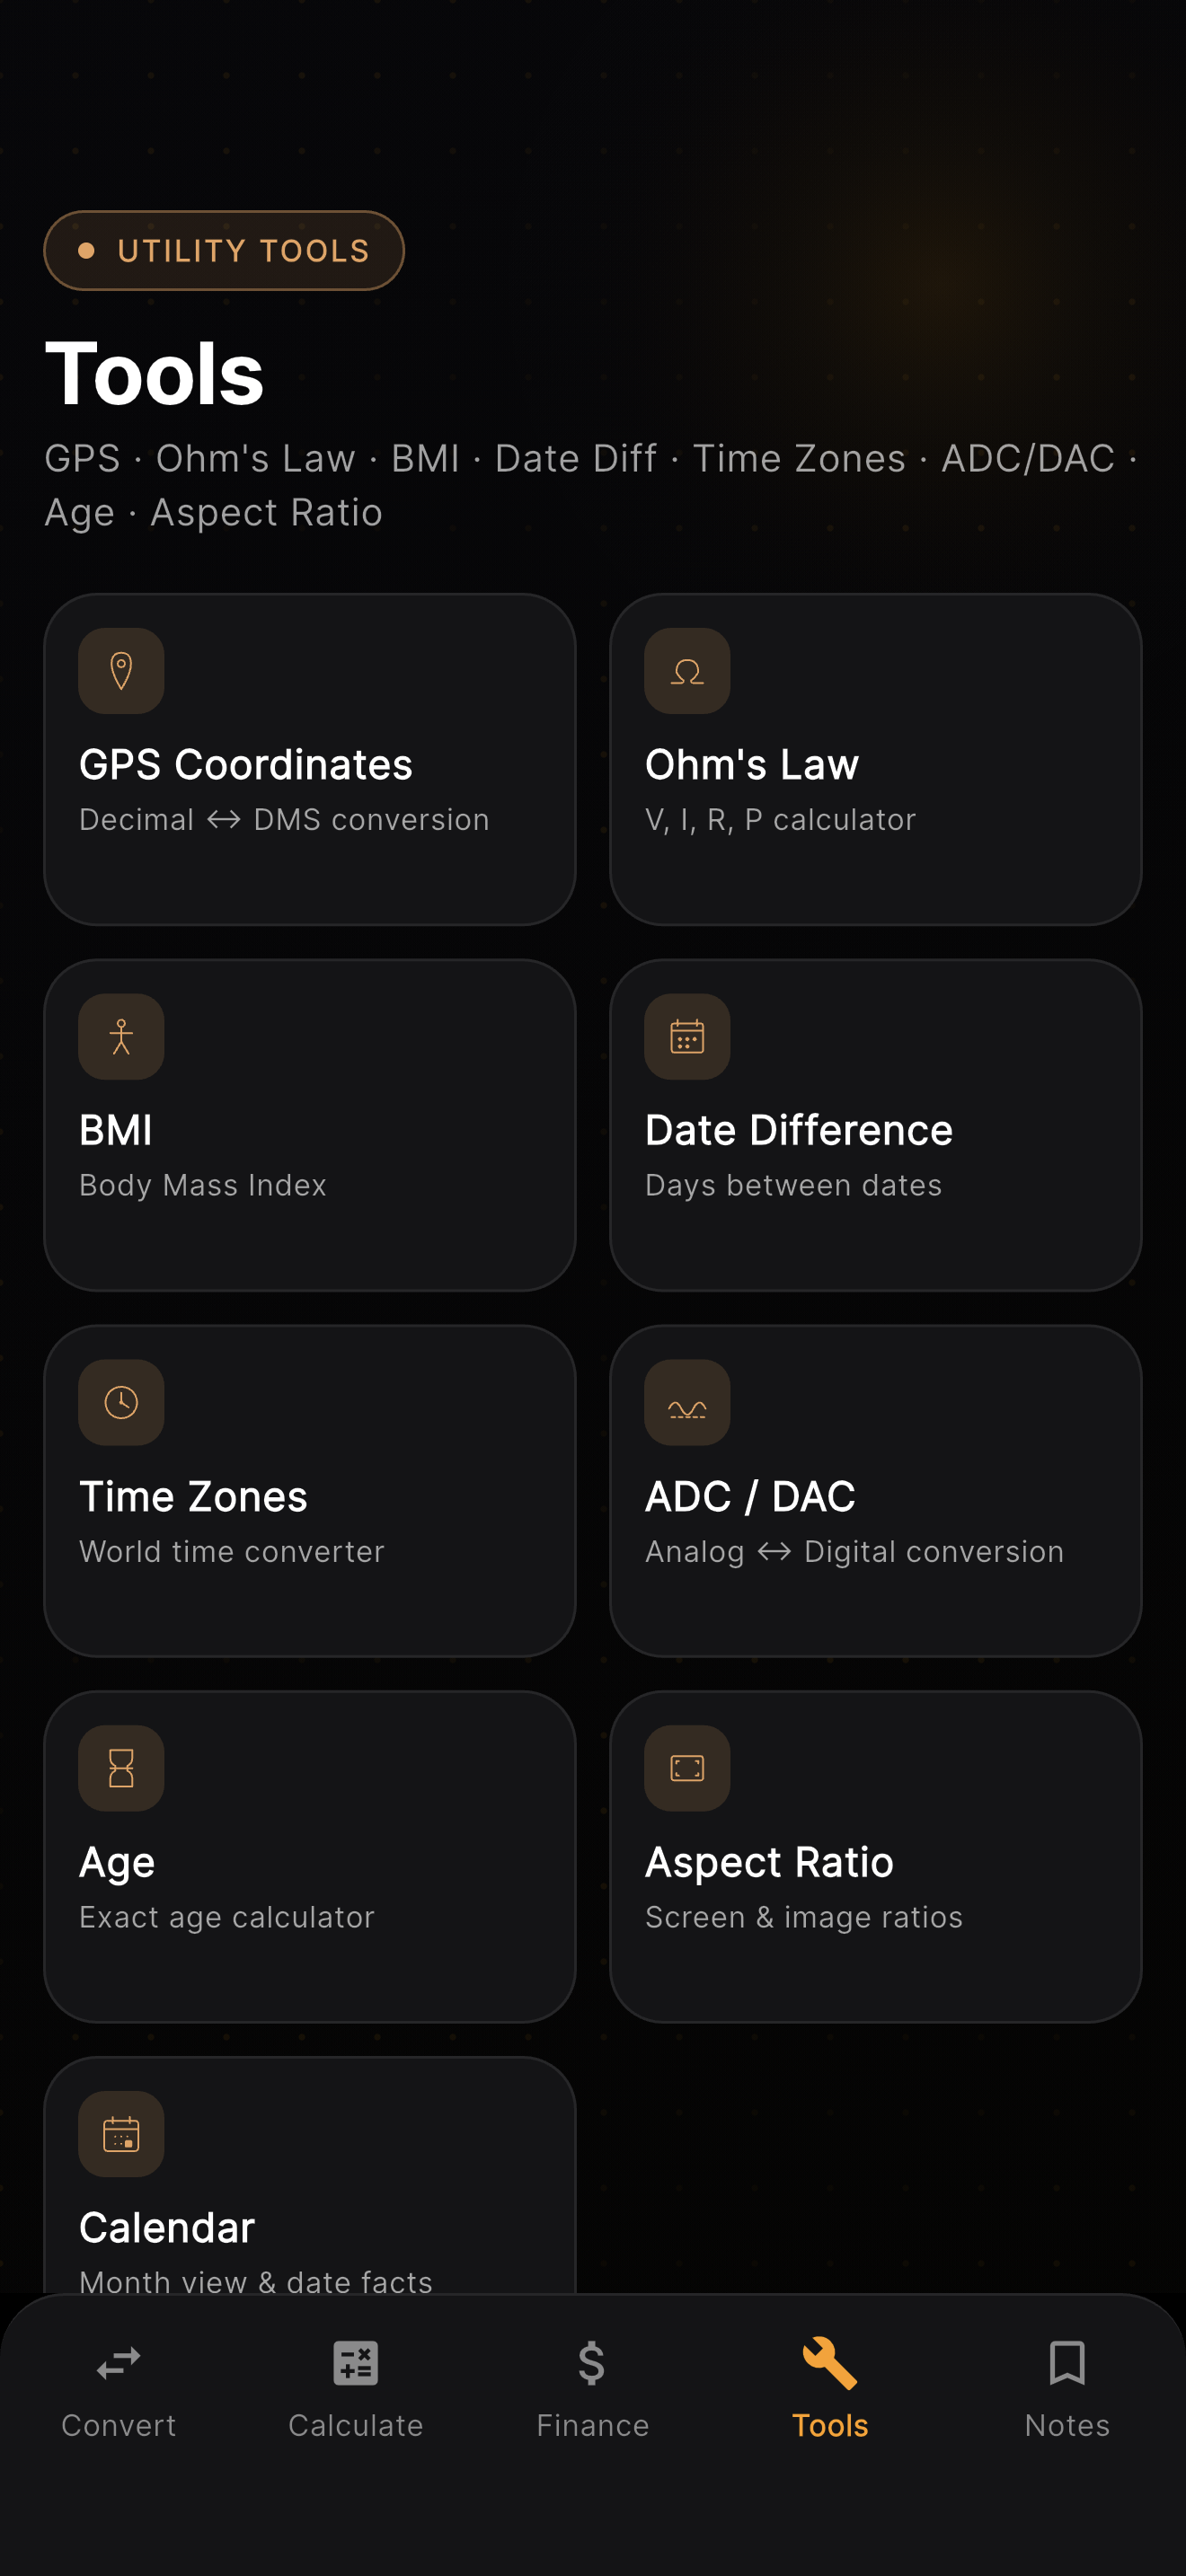 UTILITY TOOLS
Tools
GPS · Ohm's Law · BMI · Date Diff · Time Zones · ADC/DAC ·
Age · Aspect Ratio
GPS Coordinates
Decimal ↔ DMS conversion
Ohm's Law
V, I, R, P calculator
BMI
Body Mass Index
Date Difference
Days between dates
Time Zones
World time converter
ADC / DAC
Analog ↔ Digital conversion
Age
Exact age calculator
Aspect Ratio
Screen & image ratios
Calendar
Month view & date facts
Convert
Calculate
Finance
Tools
Notes